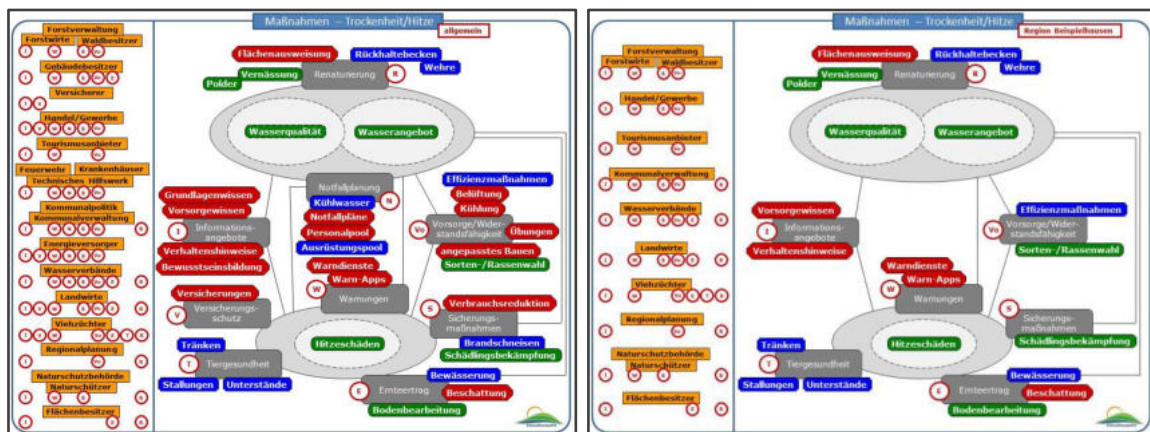 Maßnahmen – Trockenheit/Hitze
allgemein
Forstverwaltung
Forstwirte Waldbesitzer
Gebäudebesitzer
Versicherer
Handel/Gewerbe
Tourismusanbieter
Feuerwehr Krankenhäuser
Technisches Hilfswerk
Kommunalpolitik
Kommunalverwaltung
Energieversorger
Wasserverbände
Landwirte
Viehzüchter
Regionalplanung
Naturschutzbehörde
Naturschützer
Flächenbesitzer
Flächenausweisung
Rückhaltebecken
Vernässung
Renaturierung
R
Wehre
Polder
Wasserqualität
Wasserangebot
Notfallplanung
N
Kühlwasser
Notfallpläne
Personalpool
Ausrüstungspool
Effizienzmaßnahmen
Belüftung
Kühlung
Vo
Vorsorge/Wider-
standsfähigkeit
Übungen
angepasstes Bauen
Sorten-/Rassenwahl
Grundlagenwissen
Vorsorgewissen
I
Informations-
angebote
Verhaltenshinweise
Bewusstseinsbildung
Warndienste
Warn-Apps
W
Warnungen
Versicherungen
V
Versicherungs-
schutz
S
Verbrauchsreduktion
Sicherungs-
maßnahmen
Brandschneisen
Schädlingsbekämpfung
Hitzeschäden
Tränken
T
Tiergesundheit
Stallungen
Unterstände
Bewässerung
E
Ernteertrag
Beschattung
Bodenbearbeitung
Maßnahmen – Trockenheit/Hitze
Region Beispielhausen
Forstverwaltung
Forstwirte Waldbesitzer
Handel/Gewerbe
Tourismusanbieter
Kommunalverwaltung
Wasserverbände
Landwirte
Viehzüchter
Regionalplanung
Naturschutzbehörde
Naturschützer
Flächenbesitzer
Flächenausweisung
Rückhaltebecken
Vernässung
Renaturierung
R
Wehre
Polder
Wasserqualität
Wasserangebot
Effizienzmaßnahmen
Vo
Vorsorge/Wider-
standsfähigkeit
Sorten-/Rassenwahl
Vorsorgewissen
I
Informations-
angebote
Verhaltenshinweise
Warndienste
Warn-Apps
W
Warnungen
S
Sicherungs-
maßnahmen
Schädlingsbekämpfung
Hitzeschäden
Tränken
T
Tiergesundheit
Stallungen
Unterstände
Bewässerung
E
Ernteertrag
Beschattung
Bodenbearbeitung